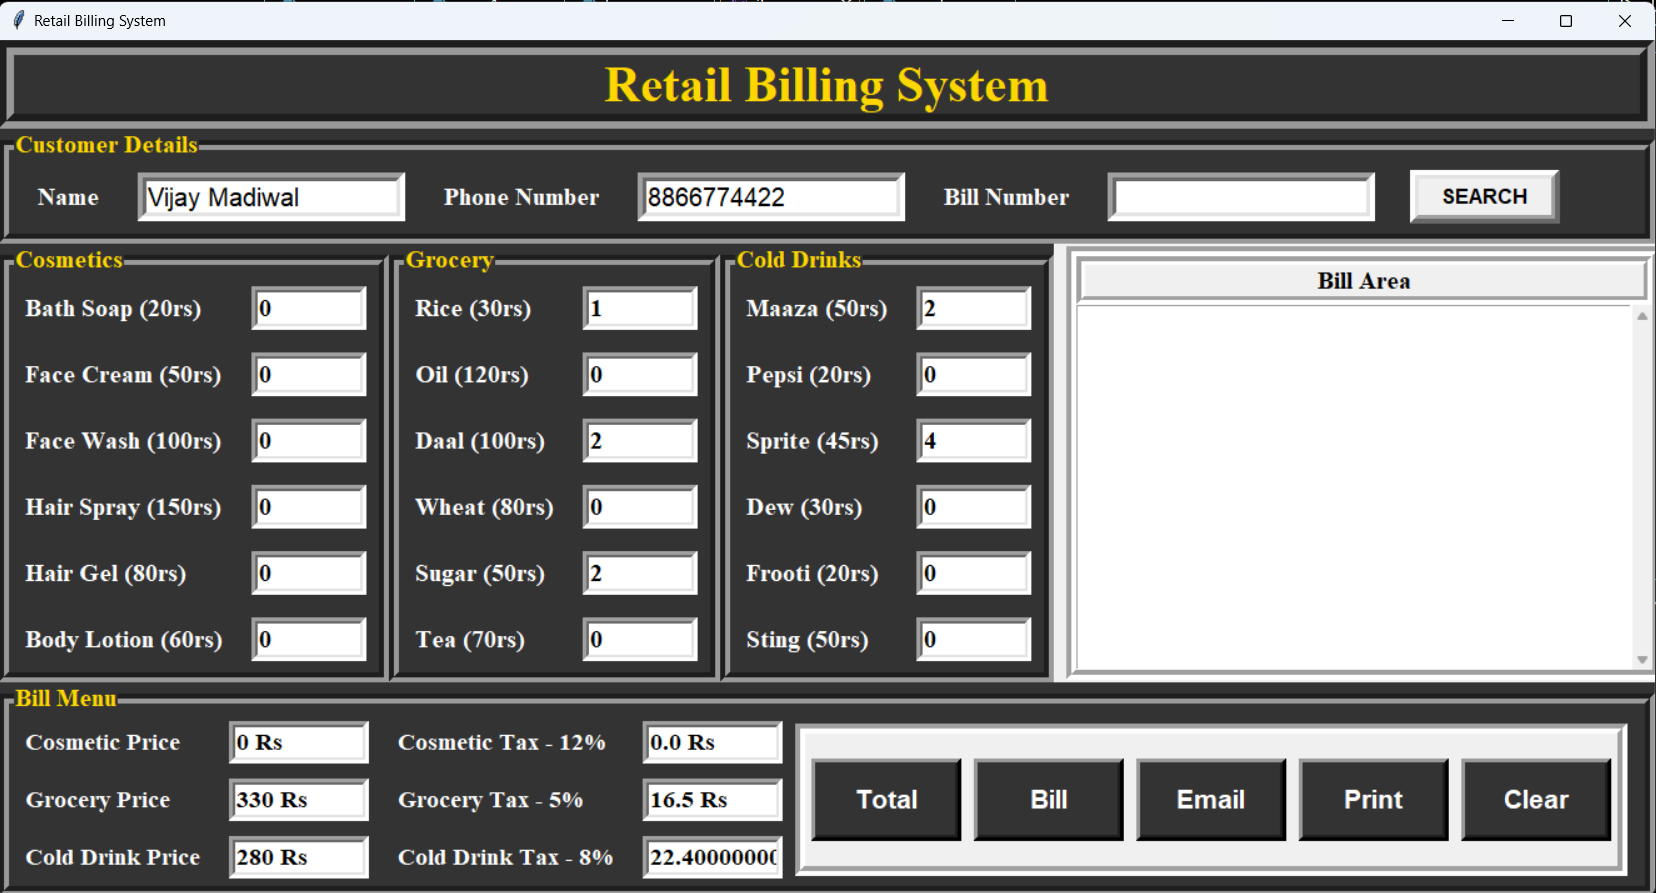 Retail Billing System
Retail Billing System
Customer Details
Name Vijay Madiwal Phone Number 8866774422 Bill Number SEARCH
Cosmetics
Bath Soap (20rs) 0
Face Cream (50rs) 0
Face Wash (100rs) 0
Hair Spray (150rs) 0
Hair Gel (80rs) 0
Body Lotion (60rs) 0
Grocery
Rice (30rs) 1
Oil (120rs) 0
Daal (100rs) 2
Wheat (80rs) 0
Sugar (50rs) 2
Tea (70rs) 0
Cold Drinks
Maaza (50rs) 2
Pepsi (20rs) 0
Sprite (45rs) 4
Dew (30rs) 0
Frooti (20rs) 0
Sting (50rs) 0
Bill Area
Bill Menu
Cosmetic Price 0 Rs Cosmetic Tax - 12% 0.0 Rs
Grocery Price 330 Rs Grocery Tax - 5% 16.5 Rs
Cold Drink Price 280 Rs Cold Drink Tax - 8% 22.40000000
Total Bill Email Print Clear